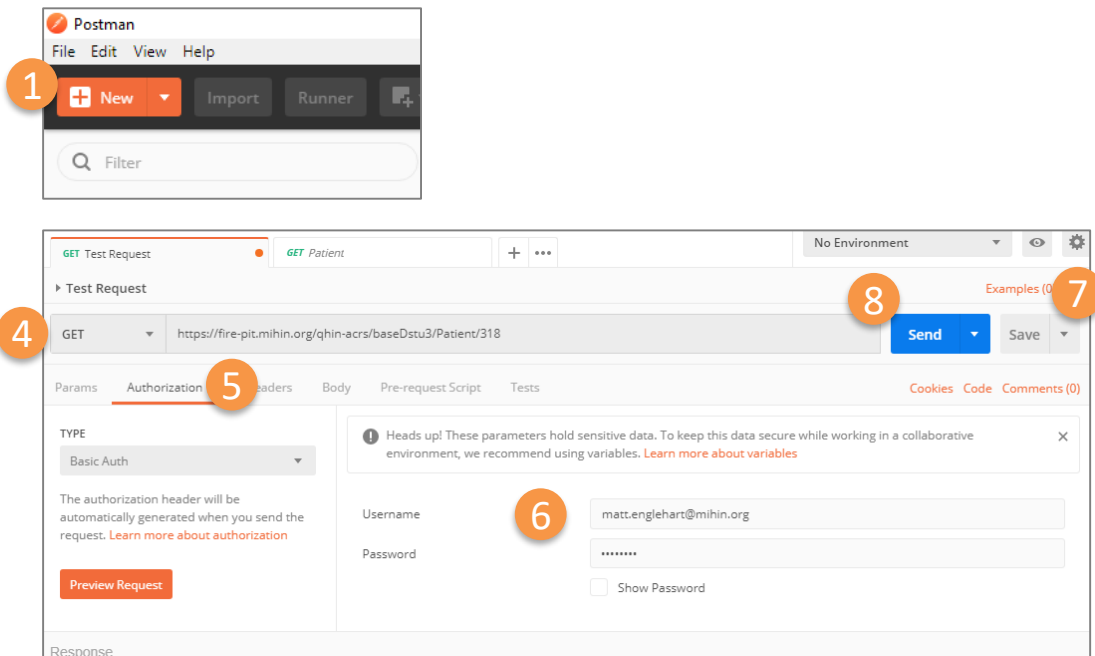 Postman
File Edit View Help
1
New Import Runner
Filter
GET Test Request GET Patient No Environment
Test Request Examples (0
8 7
4 GET https://fire-pit.mihin.org/qhin-acrs/baseDstu3/Patient/318 Send Save
Params Authorization 5 eaders Body Pre-request Script Tests Cookies Code Comments (0)
TYPE
Basic Auth
Heads up! These parameters hold sensitive data. To keep this data secure while working in a collaborative
environment, we recommend using variables. Learn more about variables
The authorization header will be
automatically generated when you send the
request. Learn more about authorization
Preview Request
Username 6 matt.englehart@mihin.org
Password ••••••••
Show Password
Response